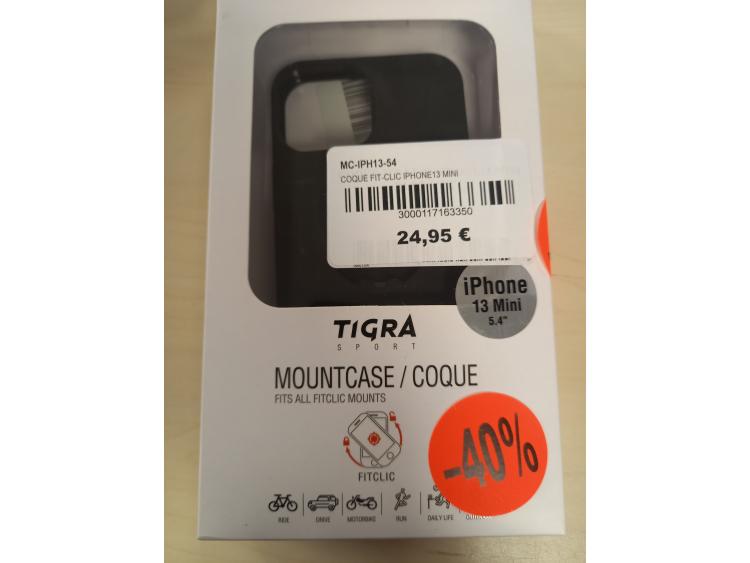 MC-IPH13-54
COQUE FIT-CLIC IPHONE13 MINI
3000117163350
24,95 €
iPhone
13 Mini
5.4"
TIGRA
SPORT
MOUNTCASE / COQUE
FITS ALL FITCLIC MOUNTS
-40%
FITCLIC
RIDE DRIVE MOTORBIKE RUN DAILY LIFE